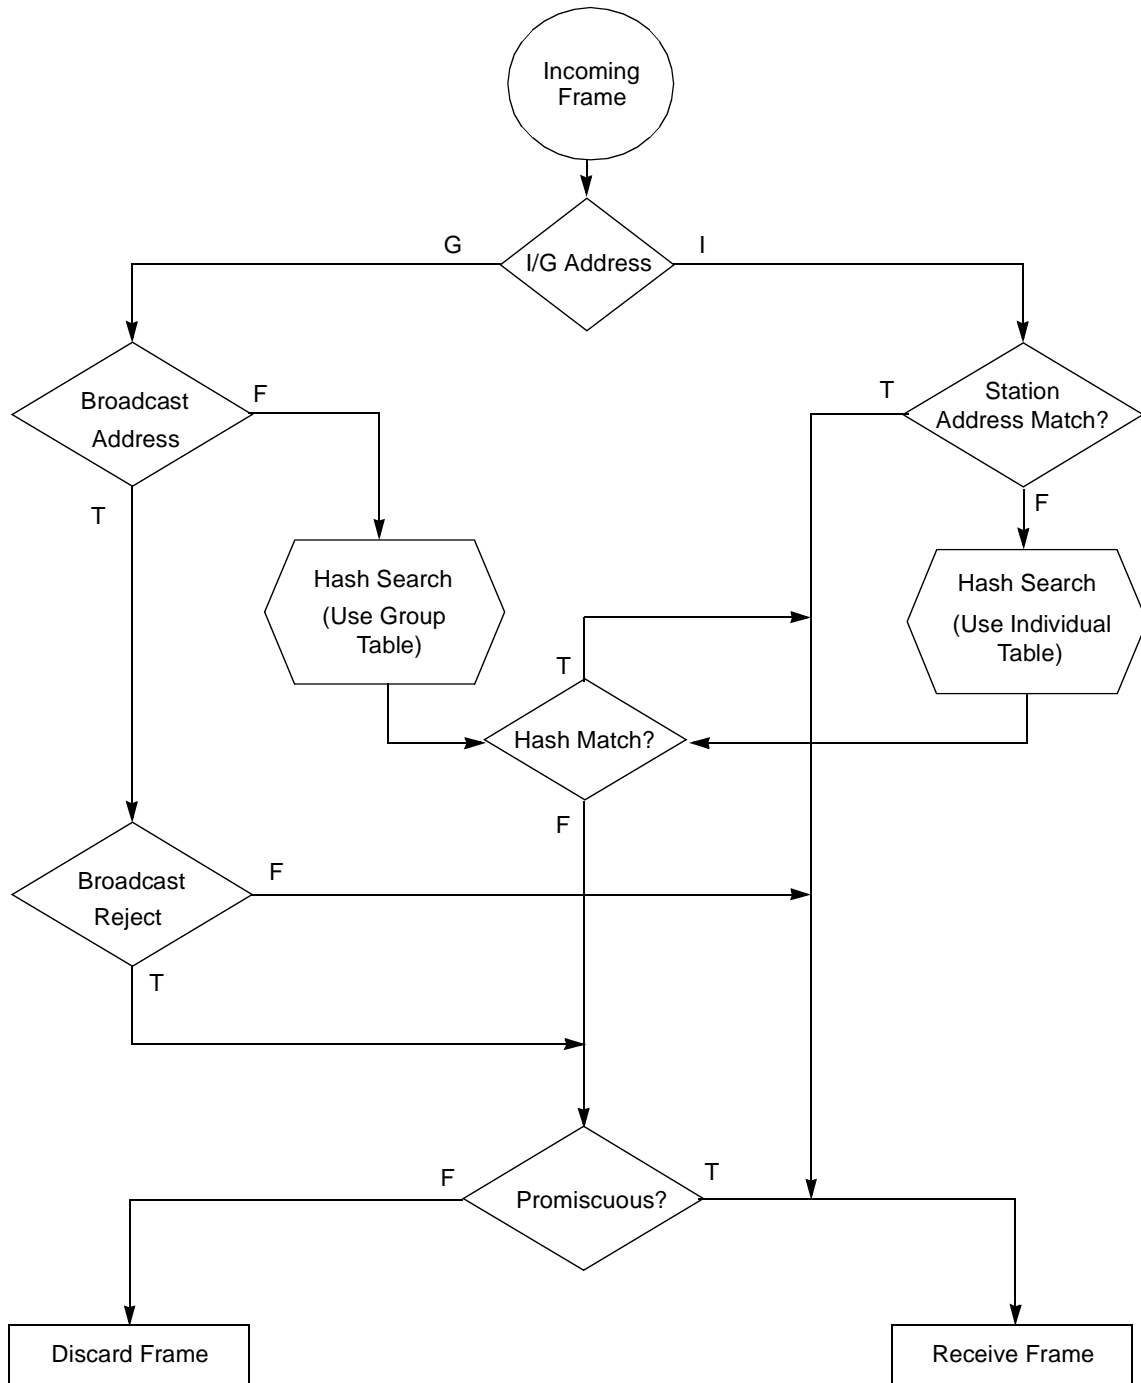 Incoming
Frame
G
I/G Address
I
Broadcast
Address
F
T
T
Station
Address Match?
F
Hash Search
(Use Group
Table)
Hash Search
(Use Individual
Table)
T
Hash Match?
F
Broadcast
Reject
F
T
F
Promiscuous?
T
Discard Frame
Receive Frame